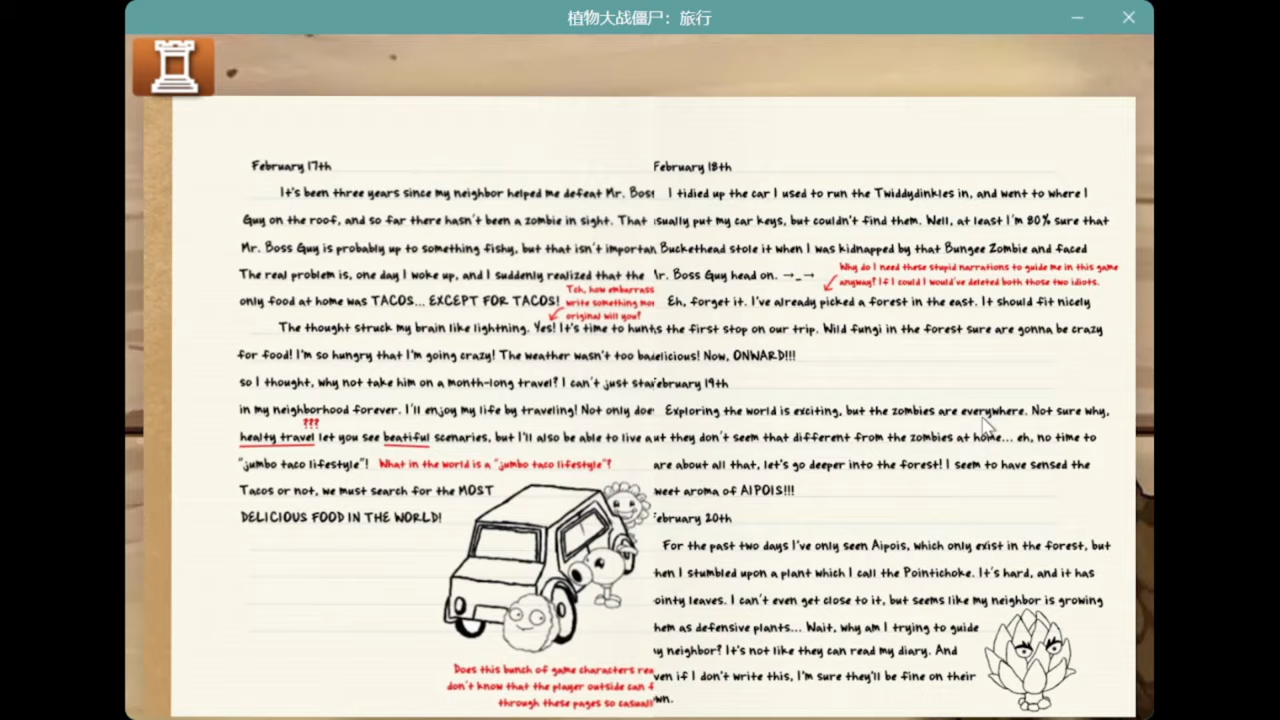 植物大战僵尸：旅行
February 17th
It's been three years since my neighbor helped me defeat Mr. Boss
Guy on the roof, and so far there hasn't been a zombie in sight. That
Mr. Boss Guy is probably up to something fishy, but that isn't importan
The real problem is, one day I woke up, and I suddenly realized that the
only food at home was TACOS... EXCEPT FOR TACOS!
Tch, how embarrass
write something mor
original will you?
The thought struck my brain like lightning. Yes! It's time to hunt
for food! I'm so hungry that I'm going crazy! The weather wasn't too ba
so I thought, why not take him on a month-long travel? I can't just sta
in my neighborhood forever. I'll enjoy my life by traveling! Not only doe
???
healty travel let you see beatiful scenaries, but I'll also be able to live a
"jumbo taco lifestyle"! What in the world is a "jumbo taco lifestyle"?
Tacos or not, we must search for the MOST
DELICIOUS FOOD IN THE WORLD!
Does this bunch of game characters rea
don't know that the player outside can f
through these pages so casuall
February 18th
I tidied up the car I used to run the Twiddydinkies in, and went to where I
usually put my car keys, but couldn't find them. Well, at least I'm 80% sure that
Buckethead stole it when I was kidnapped by that Bungee Zombie and faced
Mr. Boss Guy head on. →_→
Why do I need these stupid narrations to guide me in this game
anyway? If I could I would've deleted both those two idiots.
Eh, forget it. I've already picked a forest in the east. It should fit nicely
s the first stop on our trip. Wild fungi in the forest sure are gonna be crazy
elicious! Now, ONWARD!!!
ebruary 19th
Exploring the world is exciting, but the zombies are everywhere. Not sure why,
ut they don't seem that different from the zombies at home... eh, no time to
are about all that, let's go deeper into the forest! I seem to have sensed the
weet aroma of AIPOIS!!!
ebruary 20th
For the past two days I've only seen Aipois, which only exist in the forest, but
hen I stumbled upon a plant which I call the Pointichoke. It's hard, and it has
ointy leaves. I can't even get close to it, but seems like my neighbor is growing
hem as defensive plants... Wait, why am I trying to guide
y neighbor? It's not like they can read my diary. And
ven if I don't write this, I'm sure they'll be fine on their
wn.